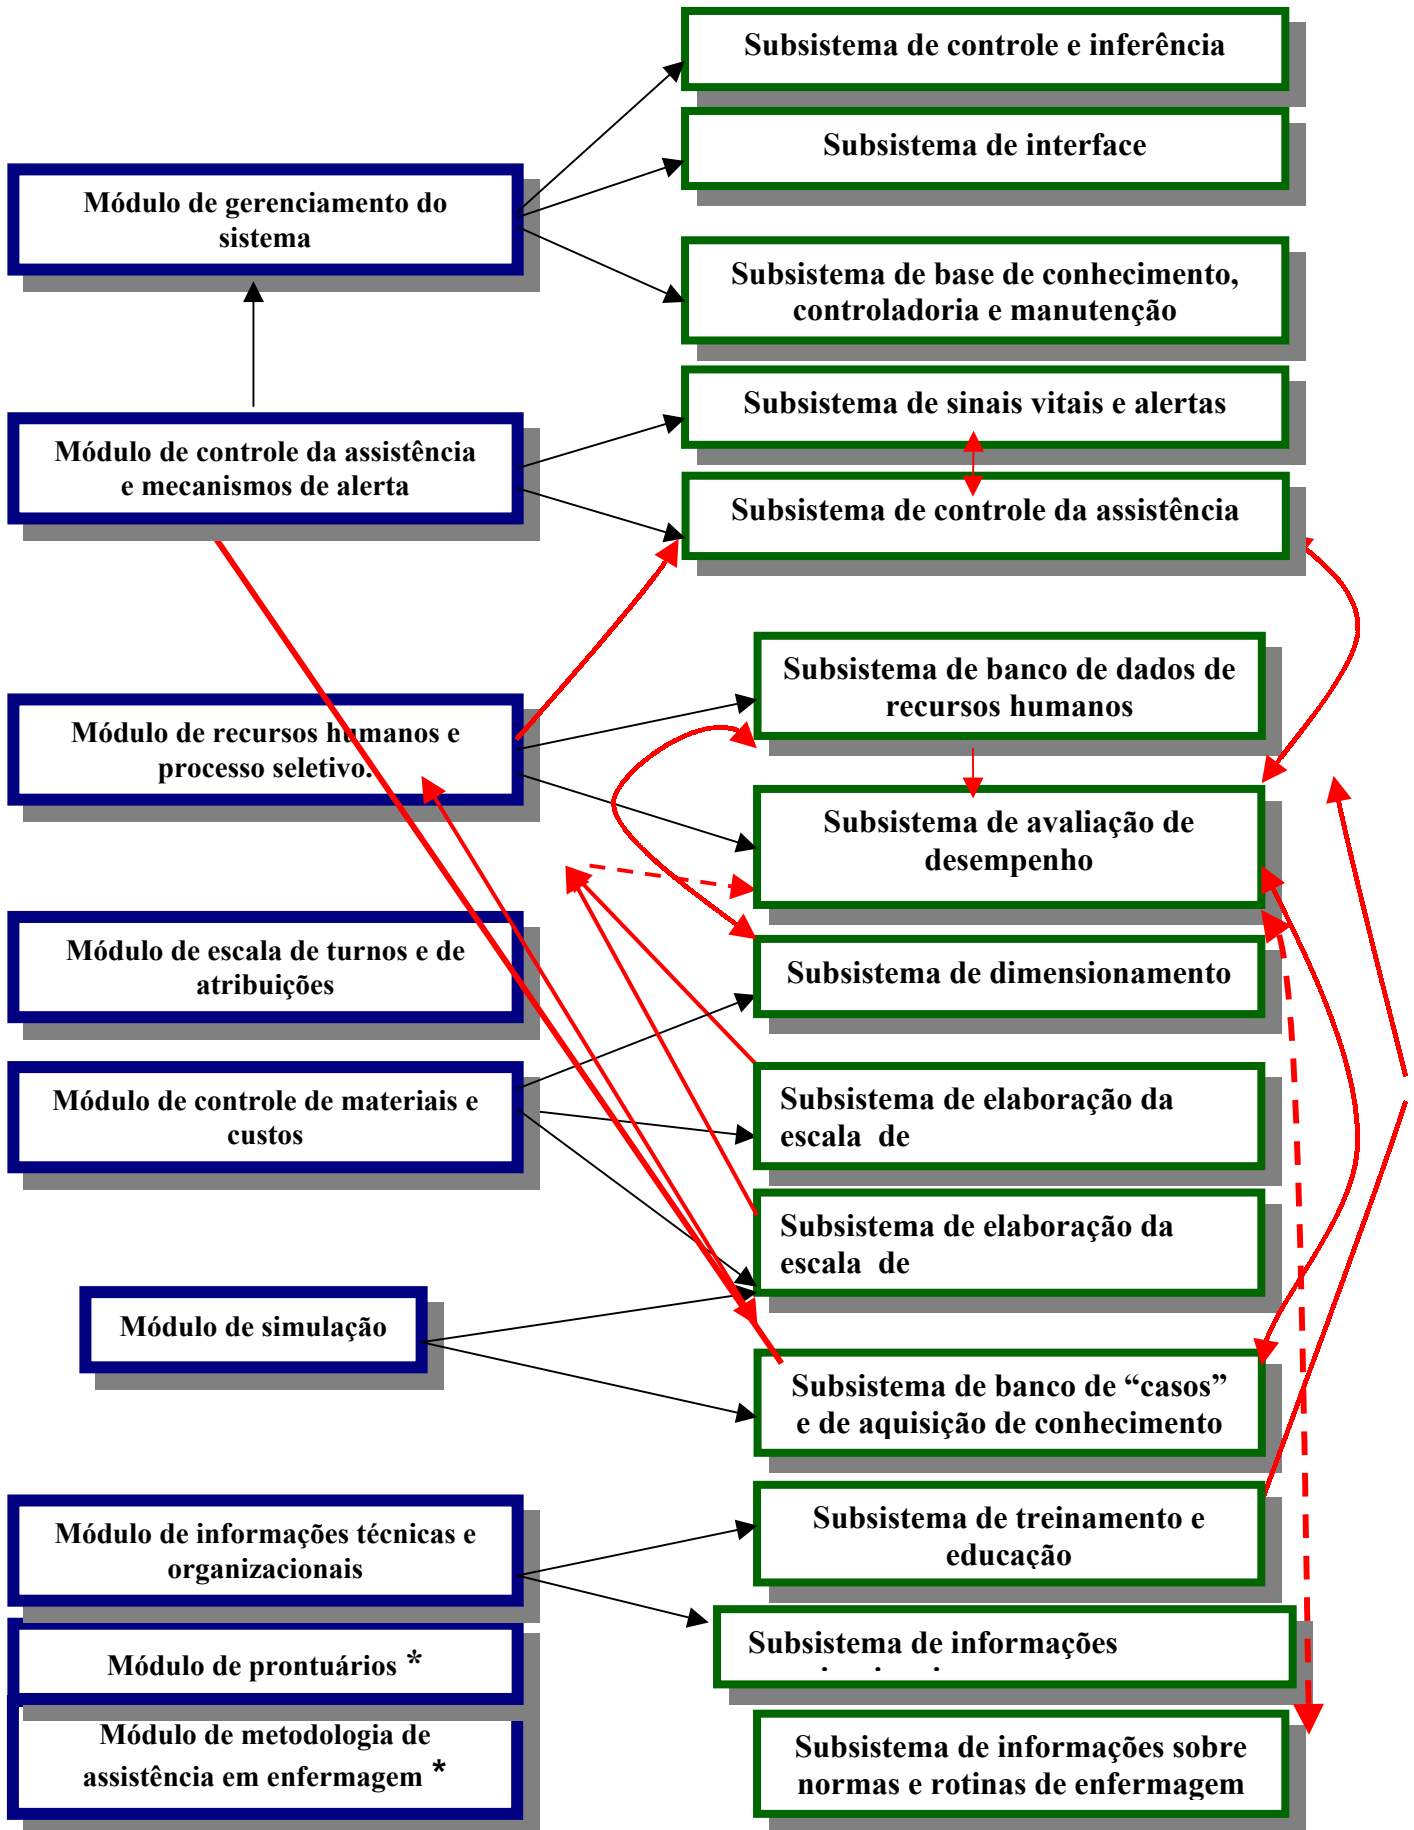 Subsistema de controle e inferência
Subsistema de interface
Módulo de gerenciamento do
sistema
Subsistema de base de conhecimento,
controladoria e manutenção
Subsistema de sinais vitais e alertas
Módulo de controle da assistência
e mecanismos de alerta
Subsistema de controle da assistência
Subsistema de banco de dados de
recursos humanos
Módulo de recursos humanos e
processo seletivo.
Subsistema de avaliação de
desempenho
Módulo de escala de turnos e de
atribuições
Subsistema de dimensionamento
Módulo de controle de materiais e
custos
Subsistema de elaboração da
escala de
Subsistema de elaboração da
escala de
Módulo de simulação
Subsistema de banco de “casos”
e de aquisição de conhecimento
Módulo de informações técnicas e
organizacionais
Subsistema de treinamento e
educação
Subsistema de informações
Módulo de prontuários *
Módulo de metodologia de
assistência em enfermagem *
Subsistema de informações sobre
normas e rotinas de enfermagem